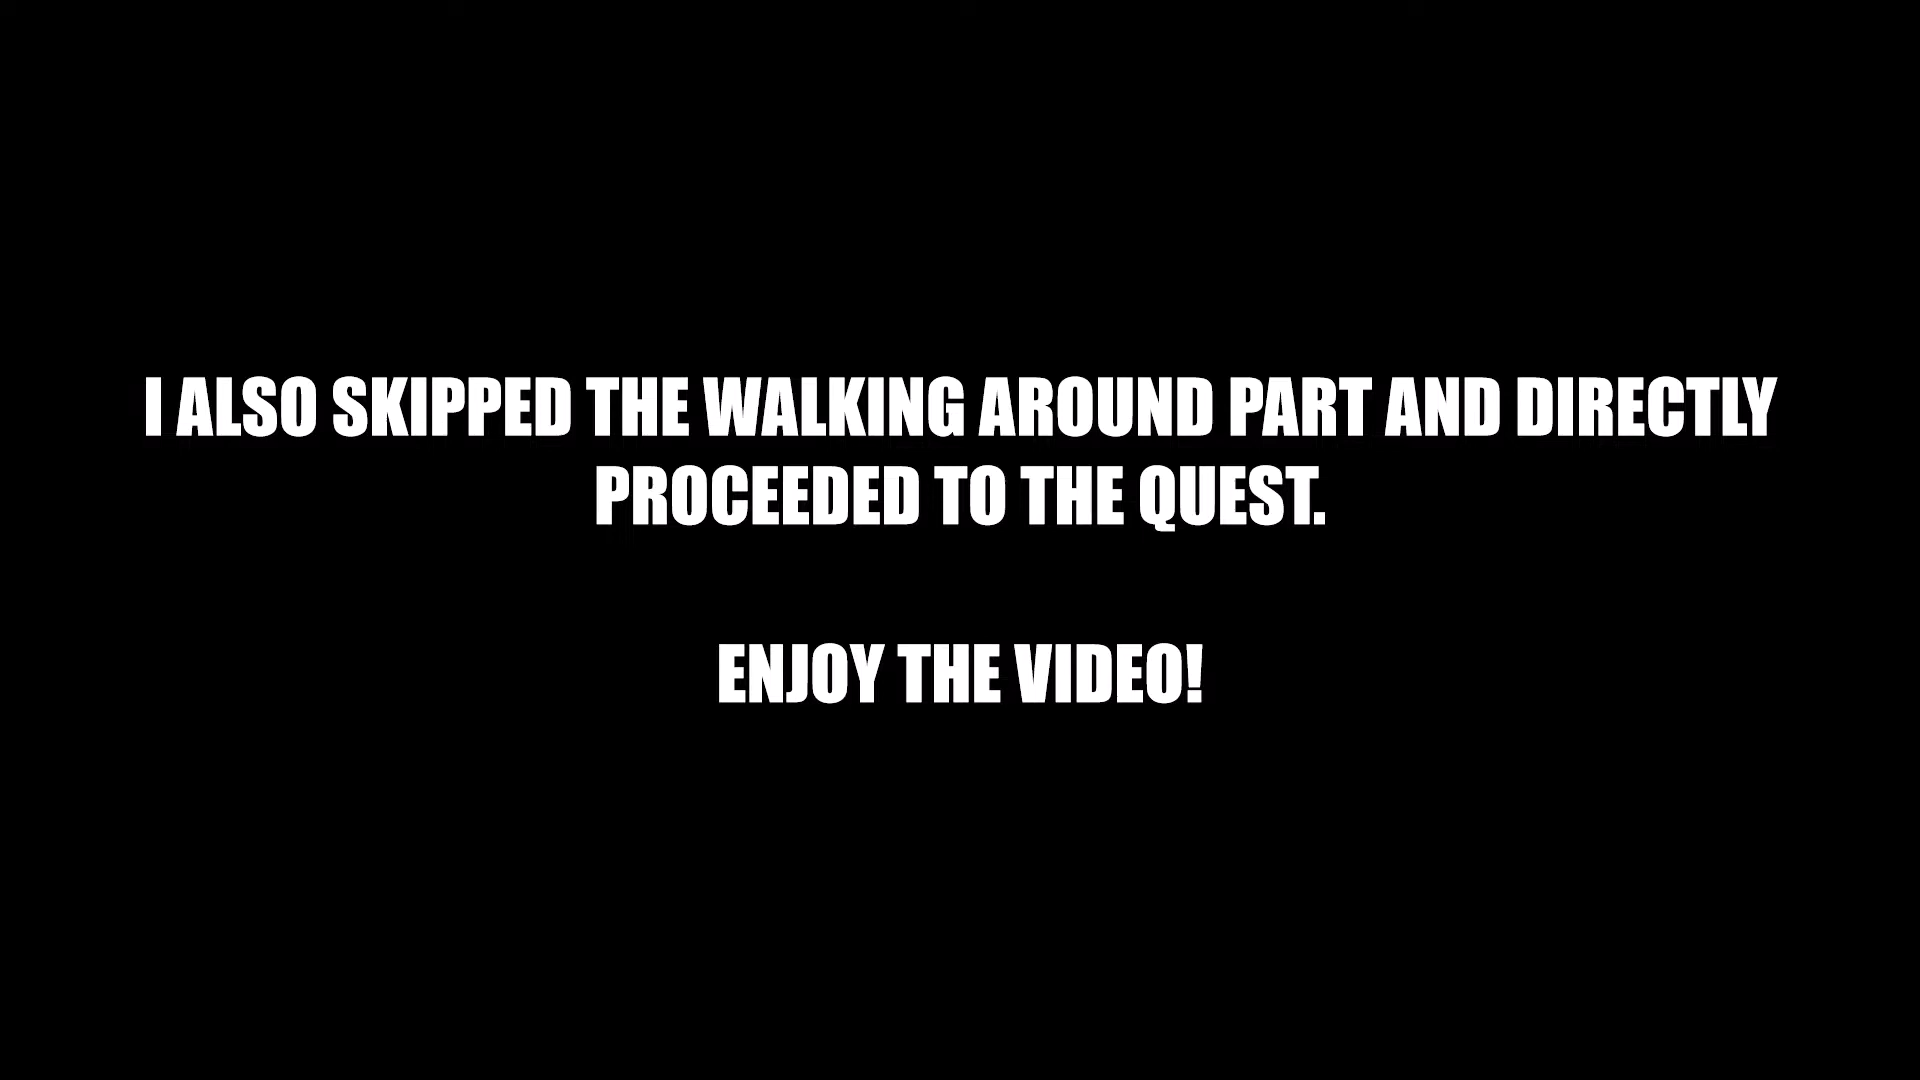 I ALSO SKIPPED THE WALKING AROUND PART AND DIRECTLY
PROCEEDED TO THE QUEST.
ENJOY THE VIDEO!